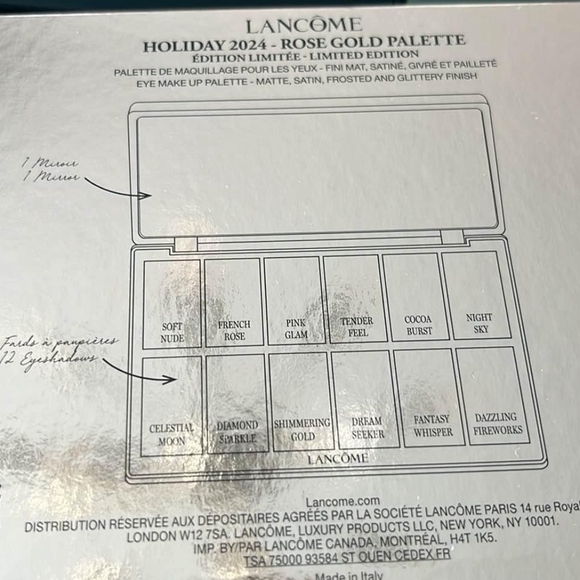 LANCÔME
HOLIDAY 2024 - ROSE GOLD PALETTE
ÉDITION LIMITÉE - LIMITED EDITION
PALETTE DE MAQUILLAGE POUR LES YEUX - FINI MAT, SATINÉ, GIVRÉ ET PAILLETÉ
EYE MAKE UP PALETTE - MATTE, SATIN, FROSTED AND GLITTERY FINISH
1 Miroir
1 Mirror
Fards à paupières
12 Eyeshadows
SOFT
NUDE
FRENCH
ROSE
PINK
GLAM
TENDER
FEEL
COCOA
BURST
NIGHT
SKY
CELESTIAL
MOON
DIAMOND
SPARKLE
SHIMMERING
GOLD
DREAM
SEEKER
FANTASY
WHISPER
DAZZLING
FIREWORKS
LANCÔME
Lancome.com
DISTRIBUTION RÉSERVÉE AUX DÉPOSITAIRES AGRÉÉS PAR LA SOCIÉTÉ LANCÔME PARIS 14 rue Royal
LONDON W12 7SA. LANCÔME, LUXURY PRODUCTS LLC, NEW YORK, NY 10001.
IMP. BY/PAR LANCÔME CANADA, MONTRÉAL, H4T 1K5.
TSA 75000 93584 ST OUEN CEDEX FR
Made in Italy